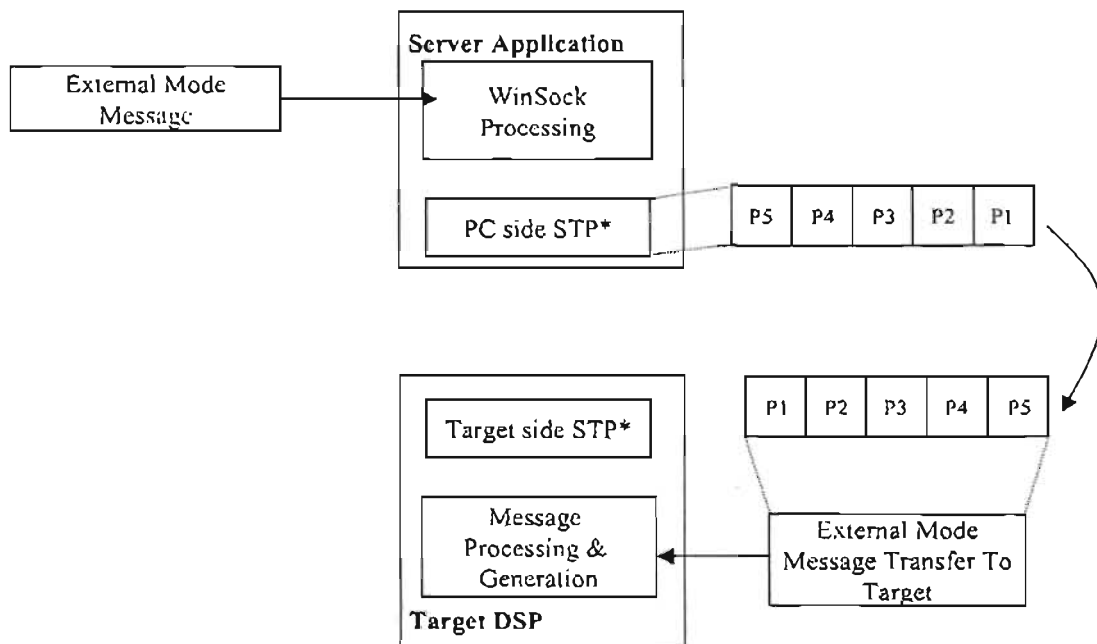 Server Application
External Mode
Message
WinSock
Processing
PC side STP*
P5 P4 P3 P2 P1
P1 P2 P3 P4 P5
Target side STP*
Message
Processing &
Generation
External Mode
Message Transfer To
Target
Target DSP